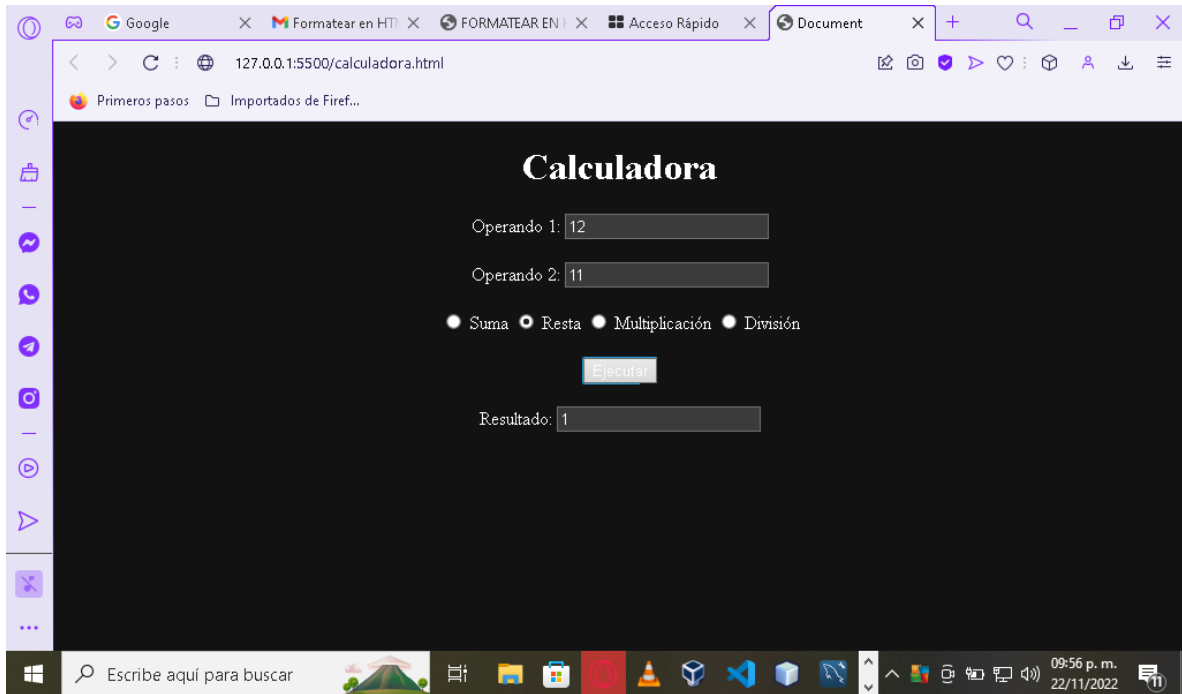 Google
Formatear en HT
FORMATEAR EN H
Acceso Rápido
Document
127.0.0.1:5500/calculadora.html
Primeros pasos
Importados de Firef...
Calculadora
Operando 1: 12
Operando 2: 11
Suma Resta Multiplicación División
Ejecutar
Resultado: 1
Escribe aquí para buscar
09:56 p. m.
22/11/2022
11